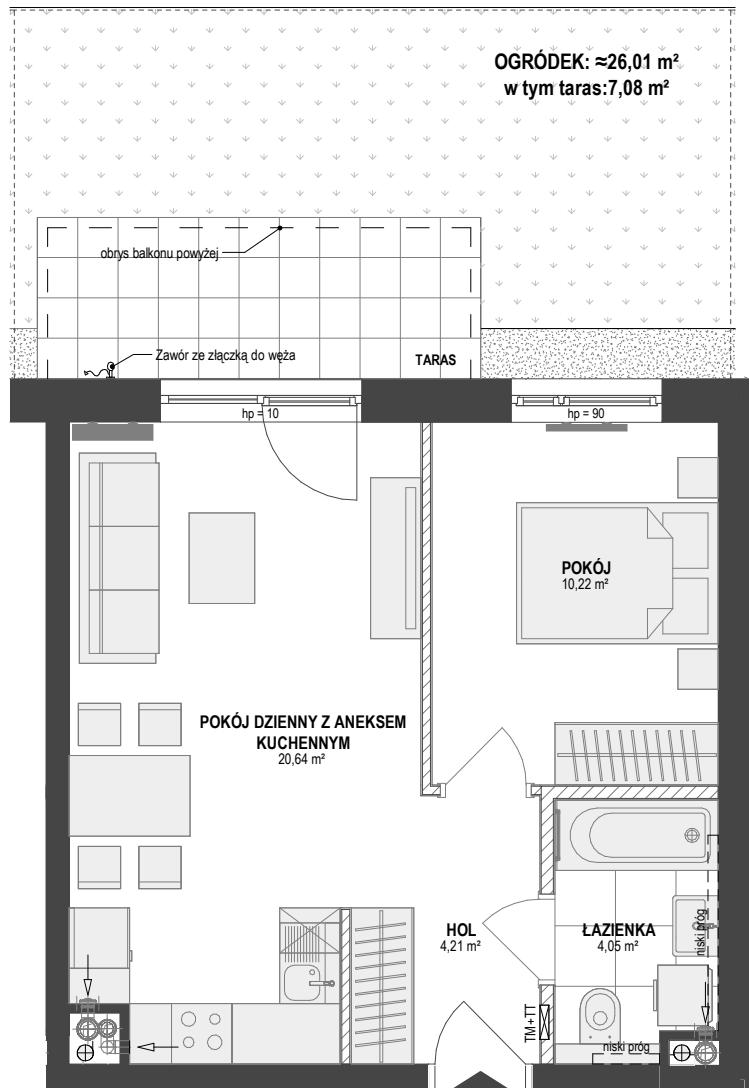 OGRÓDEK: ≈26,01 m²
w tym taras:7,08 m²
obrys balkonu powyżej
Zawór ze złączką do węża
TARAS
hp = 10
hp = 90
POKÓJ
10,22 m²
POKÓJ DZIENNY Z ANEKSEM
KUCHENNYM
20,64 m²
HOL
4,21 m²
ŁAZIENKA
4,05 m²
niski próg
TM+TT
niski próg